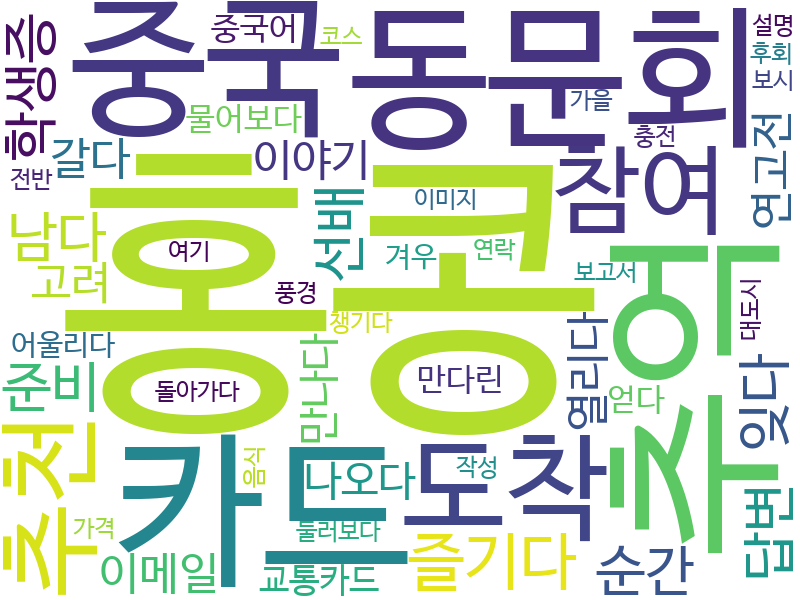 중국
동문회
홍콩
추억
카드
도착
참여
추천
즐기다
학생증
중국어
코스
물어보다
갈다
이야기
전반
남다
고려
선배
이미지
겨우
연락
여기
풍경
챙기다
어울리다
준비
돌아가다
만나다
만다린
가을
충전
설명
후회
보시
연고전
보고서
대도시
열리다
얻다
잊다
답변
순간
나오다
작성
둘러보다
음식
가격
이메일
교통카드